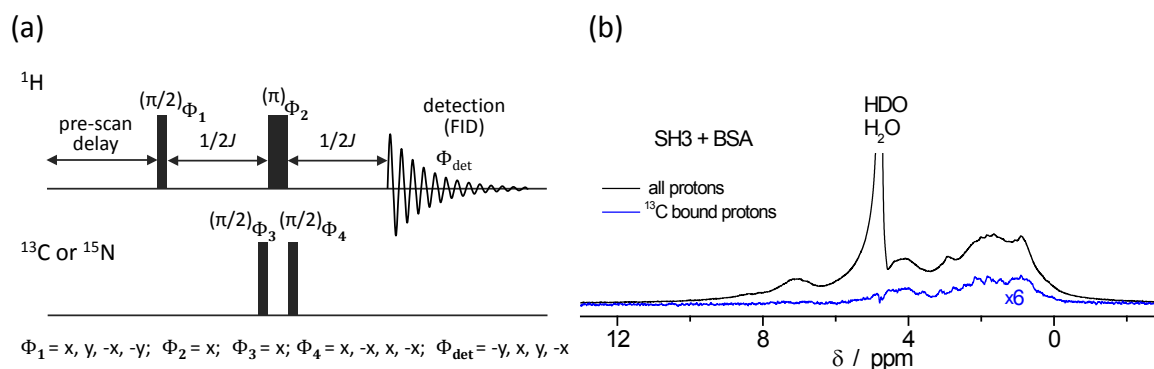 (a)
¹H
pre-scan
delay
(π/2)Φ₁
1/2J
(π)Φ₂
1/2J
detection
(FID)
Φdet
¹³C or ¹⁵N
(π/2)Φ₃ (π/2)Φ₄
Φ₁ = x, y, -x, -y; Φ₂ = x; Φ₃ = x; Φ₄ = x, -x, x, -x; Φdet = -y, x, y, -x
(b)
HDO
H₂O
SH3 + BSA
all protons
¹³C bound protons
x6
12 8 4 0
δ / ppm